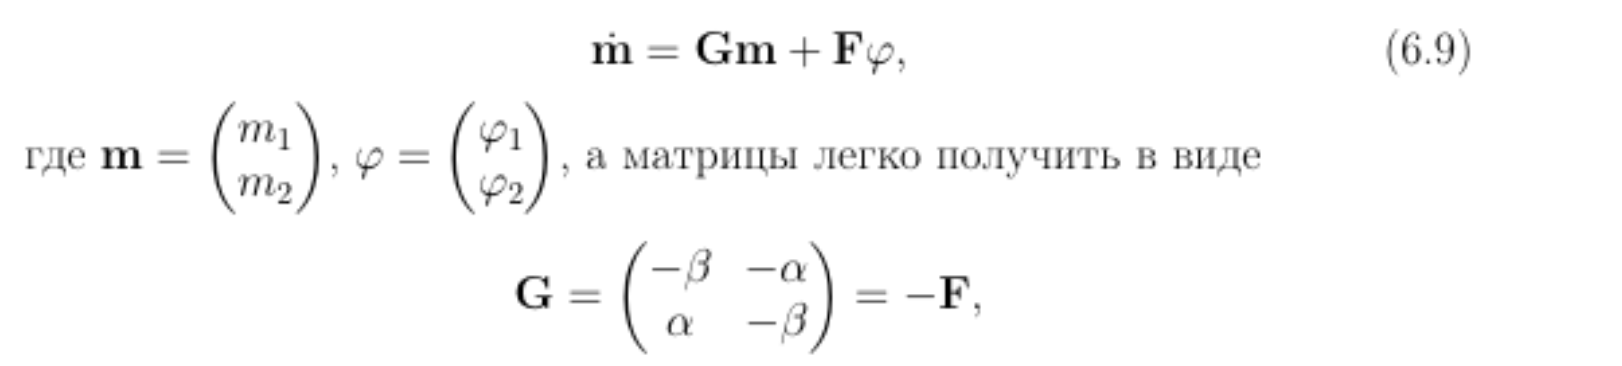 ṁ = Gm + Fφ, (6.9)
где m = (m₁ m₂), φ = (φ₁ φ₂), а матрицы легко получить в виде
G = (−β −α α −β) = −F,